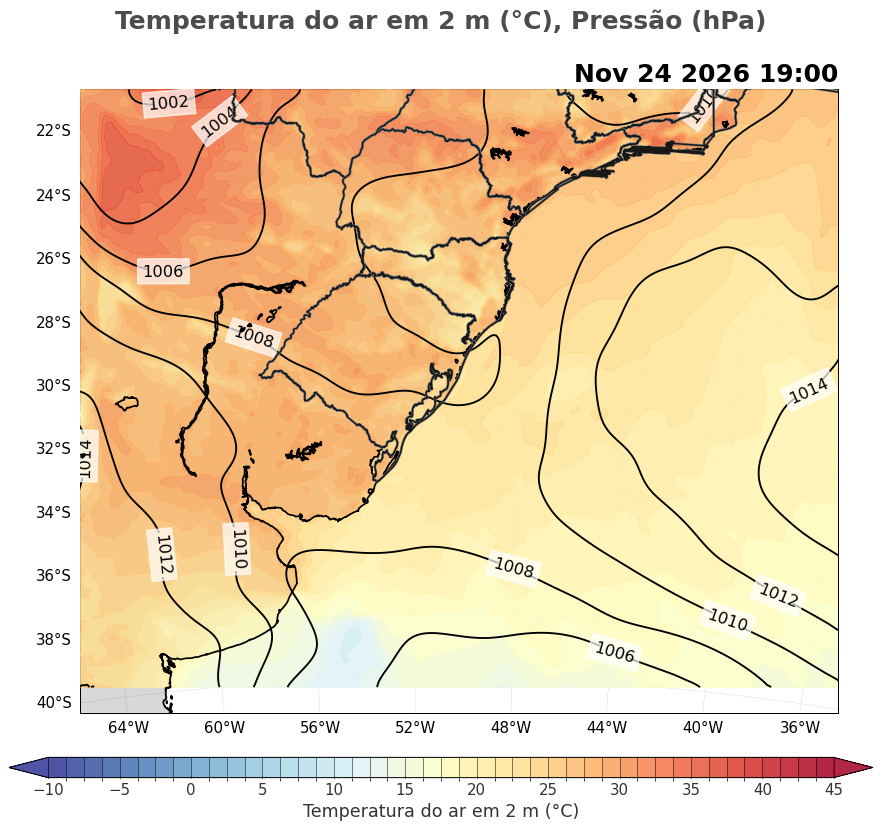 Temperatura do ar em 2 m (°C), Pressão (hPa)
Nov 24 2026 19:00
1002
1004
1006
1008
1014
1012
1010
1008
1006
1010
1012
1014
22°S
24°S
26°S
28°S
30°S
32°S
34°S
36°S
38°S
40°S
64°W 60°W 56°W 52°W 48°W 44°W 40°W 36°W
−10 −5 0 5 10 15 20 25 30 35 40 45
Temperatura do ar em 2 m (°C)